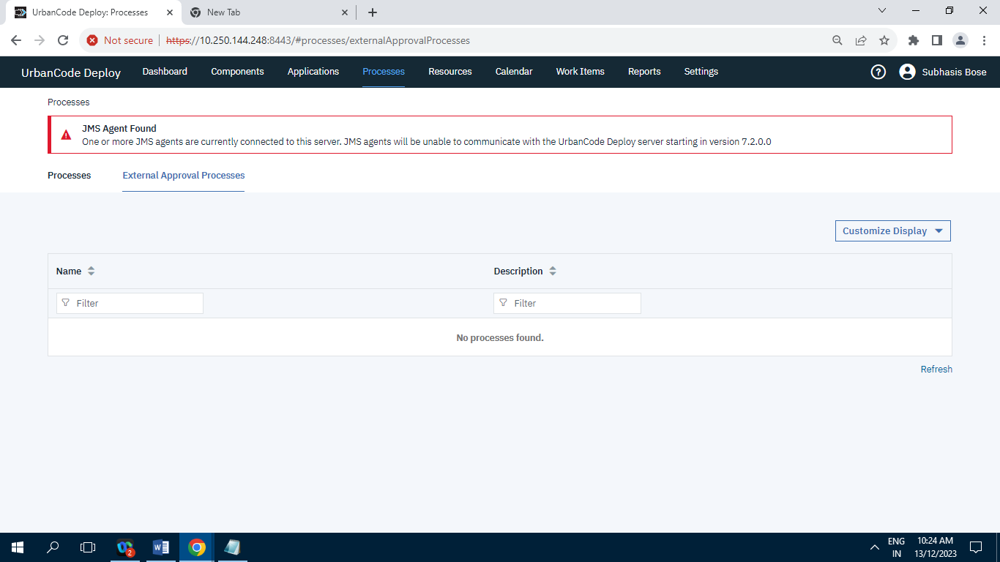 UrbanCode Deploy: Processes
New Tab
Not secure https://10.250.144.248:8443/#processes/externalApprovalProcesses
UrbanCode Deploy Dashboard Components Applications Processes Resources Calendar Work Items Reports Settings Subhasis Bose
Processes
JMS Agent Found
One or more JMS agents are currently connected to this server. JMS agents will be unable to communicate with the UrbanCode Deploy server starting in version 7.2.0.0
Processes External Approval Processes
Customize Display
Name Description
Filter Filter
No processes found.
Refresh
2
ENG
IN
10:24 AM
13/12/2023